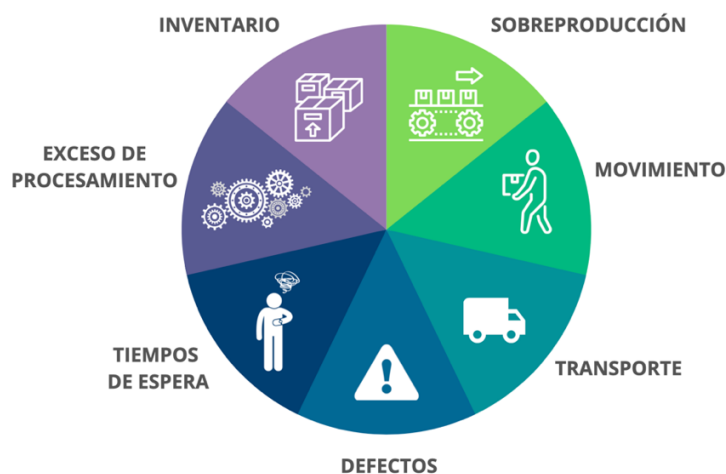 INVENTARIO
SOBREPRODUCCIÓN
EXCESO DE
PROCESAMIENTO
MOVIMIENTO
TIEMPOS
DE ESPERA
TRANSPORTE
DEFECTOS